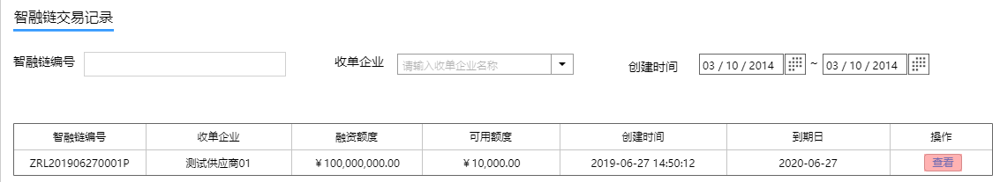 智融链交易记录
智融链编号 收单企业 请输入收单企业名称 创建时间 03 / 10 / 2014 ~ 03 / 10 / 2014
智融链编号 收单企业 融资额度 可用额度 创建时间 到期日 操作
ZRL201906270001P 测试供应商01 ￥100,000,000.00 ￥10,000.00 2019-06-27 14:50:12 2020-06-27 查看